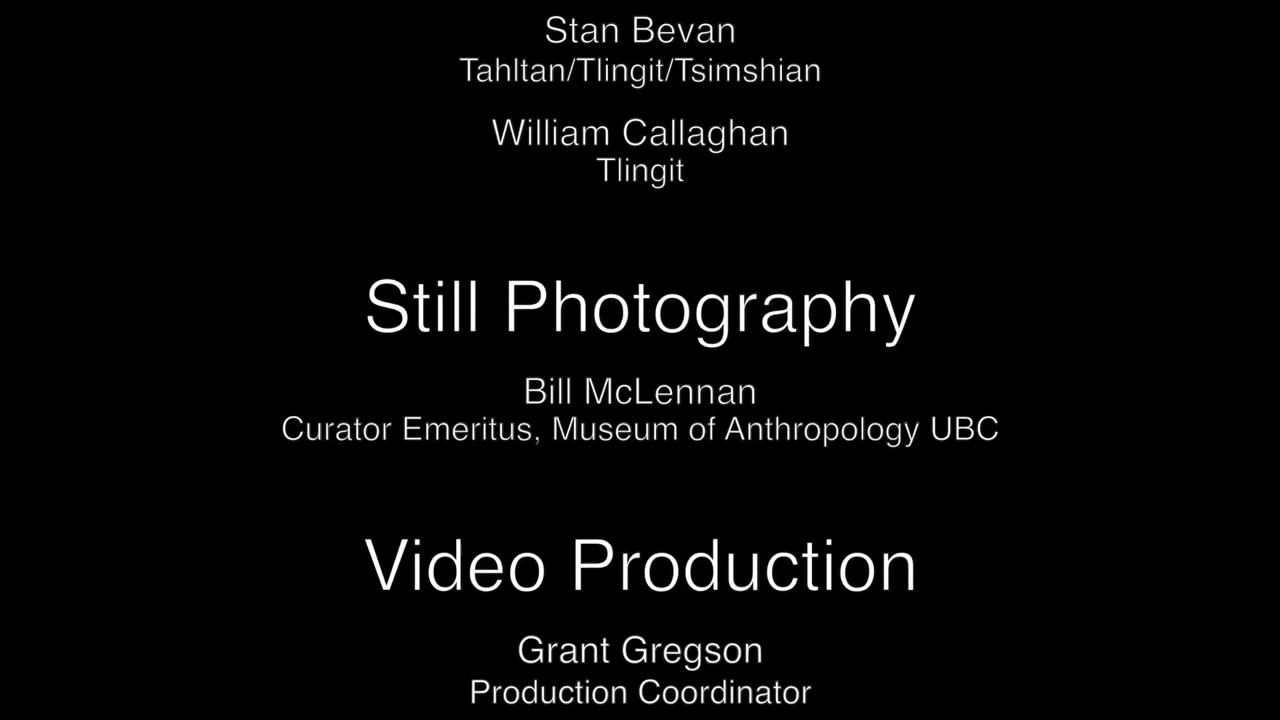 Stan Bevan
Tahltan/Tlingit/Tsimshian
William Callaghan
Tlingit
Still Photography
Bill McLennan
Curator Emeritus, Museum of Anthropology UBC
Video Production
Grant Gregson
Production Coordinator